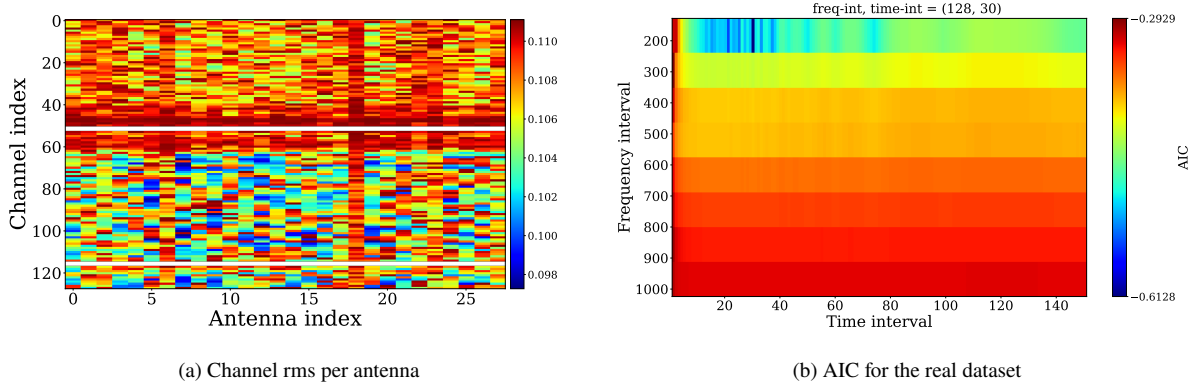 freq-int, time-int = (128, 30)
0
20
40
60
80
100
120
Channel index
0 5 10 15 20 25
Antenna index
0.110
0.108
0.106
0.104
0.102
0.100
0.098
200
300
400
500
600
700
800
900
1000
Frequency interval
20 40 60 80 100 120 140
Time interval
−0.2929
AIC
−0.6128
(a) Channel rms per antenna
(b) AIC for the real dataset